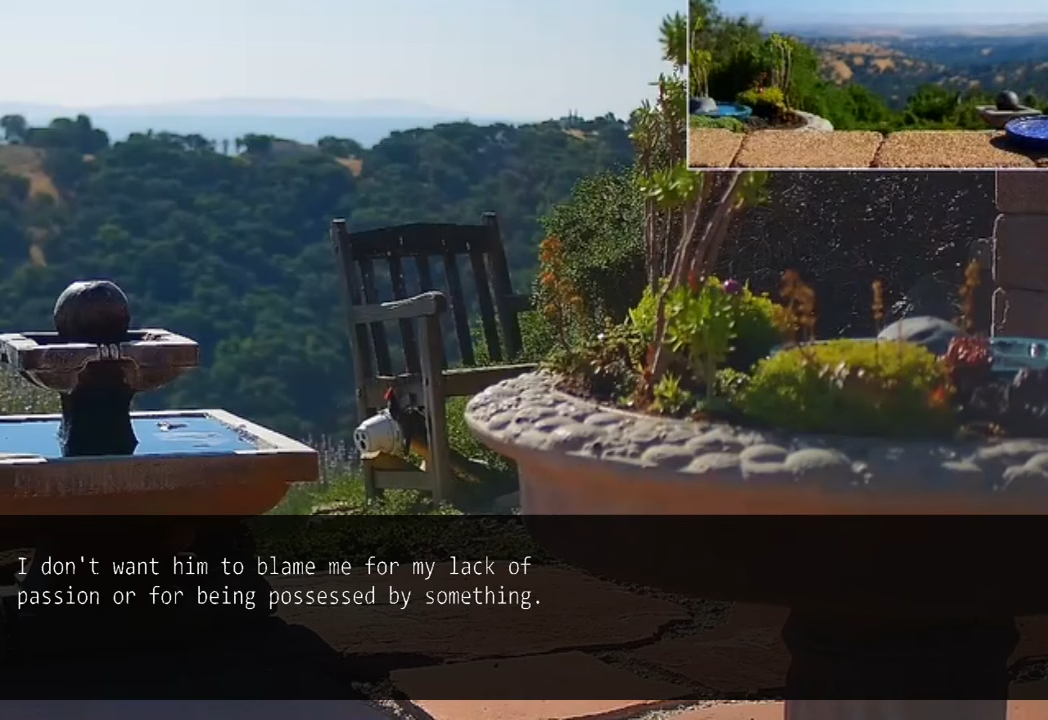 I don't want him to blame me for my lack of
passion or for being possessed by something.